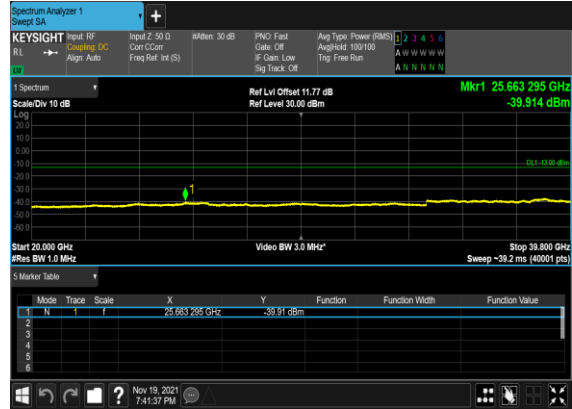 Spectrum Analyzer 1
Swept SA
+
KEYSIGHT Input: RF Input Z: 50 Ω #Atten: 30 dB PNO: Fast Avg Type: Power (RMS) 1 2 3 4 5 6
RL Coupling: DC Corr CCorr Gate: Off Avg|Hold: 100/100 A W W W W W
Align: Auto Freq Ref: Int (S) IF Gain: Low Trig: Free Run
Sig Track: Off A N N N N N
LW
1 Spectrum Ref Lvl Offset 11.77 dB Mkr1 25.663 295 GHz
Scale/Div 10 dB Ref Level 30.00 dBm -39.914 dBm
Log
20.0
10.0
0.00
-10.0
DL1 -13.00 dBm
-20.0
-30.0
1
-40.0
-50.0
-60.0
Start 20.000 GHz Video BW 3.0 MHz* Stop 39.800 GHz
#Res BW 1.0 MHz Sweep ~39.2 ms (40001 pts)
5 Marker Table
Mode Trace Scale X Y Function Function Width Function Value
1 N 1 f 25.663 295 GHz -39.91 dBm
2
3
4
5
6
? Nov 19, 2021
7:41:37 PM